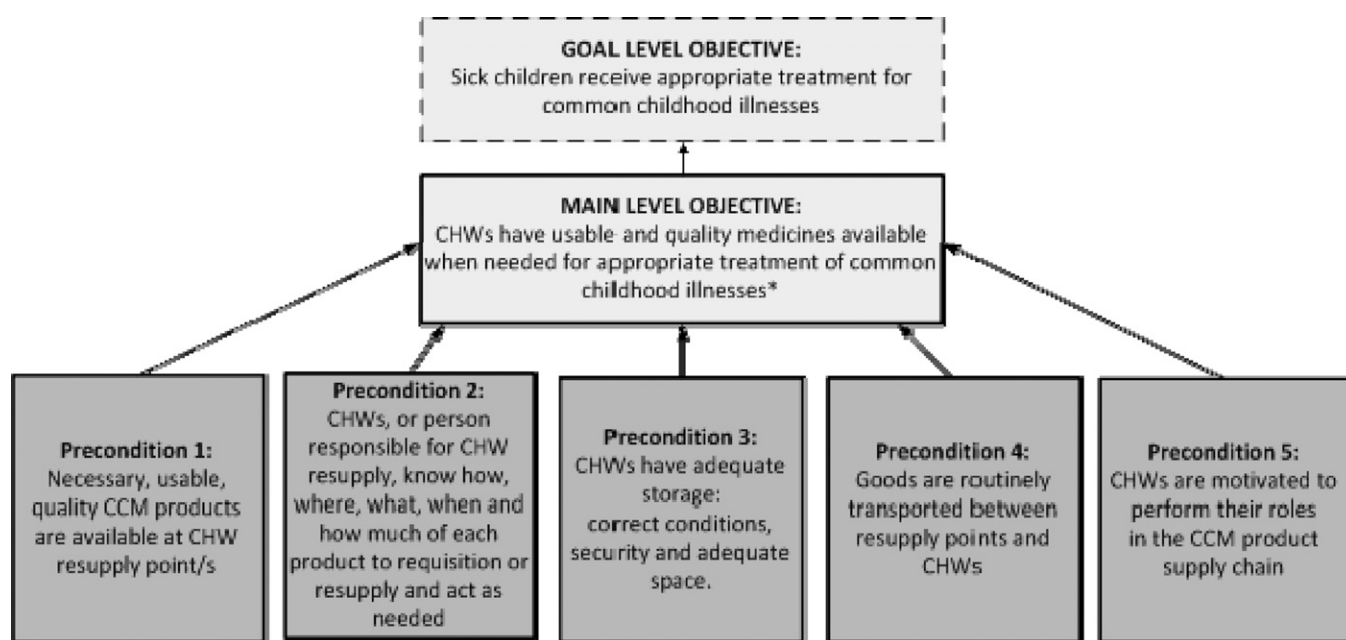 GOAL LEVEL OBJECTIVE:
Sick children receive appropriate treatment for
common childhood illnesses
MAIN LEVEL OBJECTIVE:
CHWs have usable and quality medicines available
when needed for appropriate treatment of common
childhood illnesses*
Precondition 1:
Necessary, usable,
quality CCM products
are available at CHW
resupply point/s
Precondition 2:
CHWs, or person
responsible for CHW
resupply, know how,
where, what, when and
how much of each
product to requisition or
resupply and act as
needed
Precondition 3:
CHWs have adequate
storage:
correct conditions,
security and adequate
space.
Precondition 4:
Goods are routinely
transported between
resupply points and
CHWs
Precondition 5:
CHWs are motivated to
perform their roles
in the CCM product
supply chain